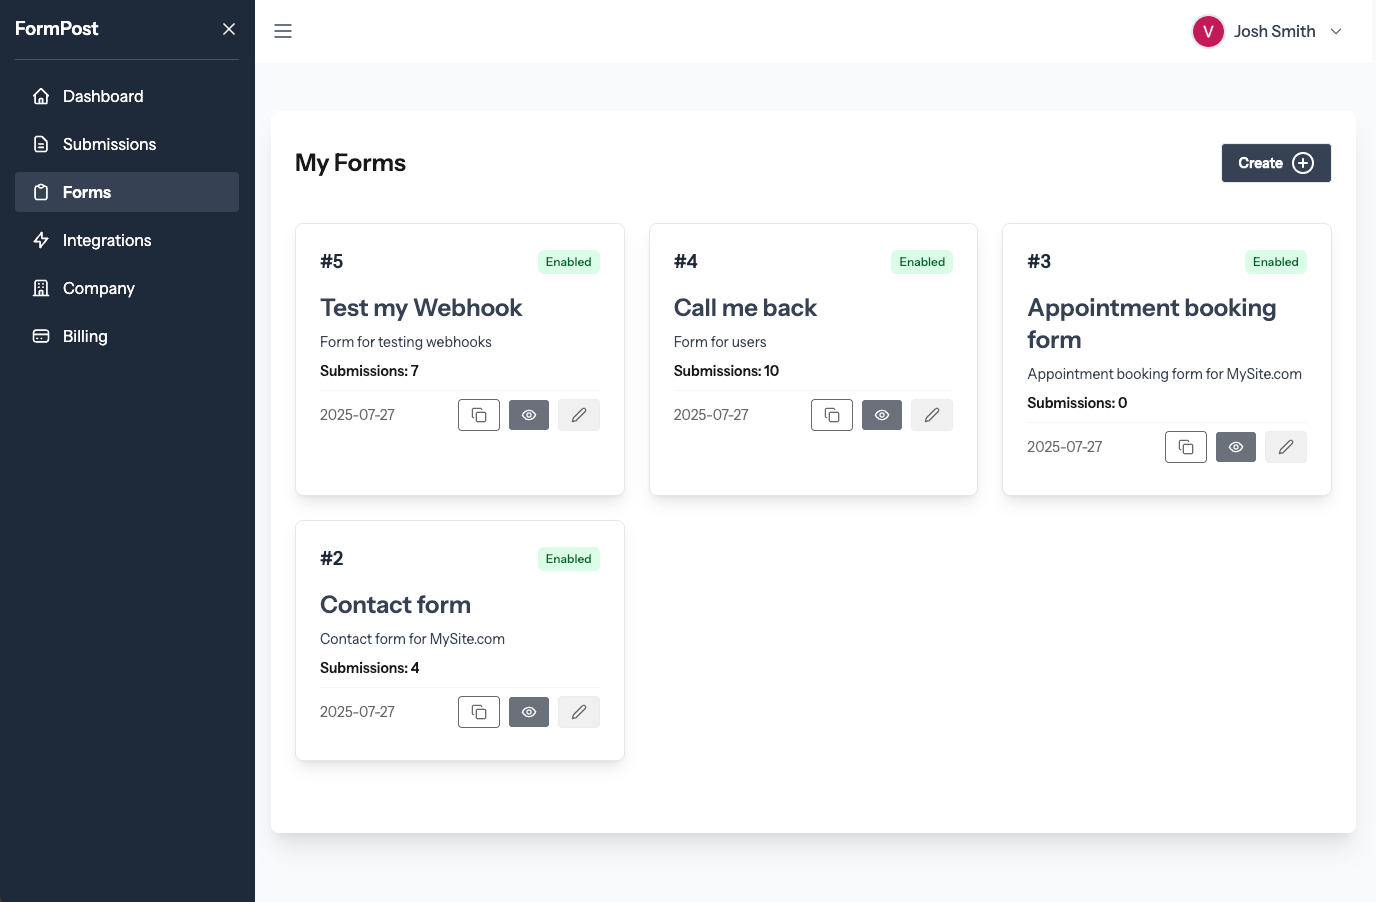 FormPost
Dashboard
Submissions
Forms
Integrations
Company
Billing
V
Josh Smith
My Forms
Create
#5
Enabled
Test my Webhook
Form for testing webhooks
Submissions: 7
2025-07-27
#4
Enabled
Call me back
Form for users
Submissions: 10
2025-07-27
#3
Enabled
Appointment booking
form
Appointment booking form for MySite.com
Submissions: 0
2025-07-27
#2
Enabled
Contact form
Contact form for MySite.com
Submissions: 4
2025-07-27